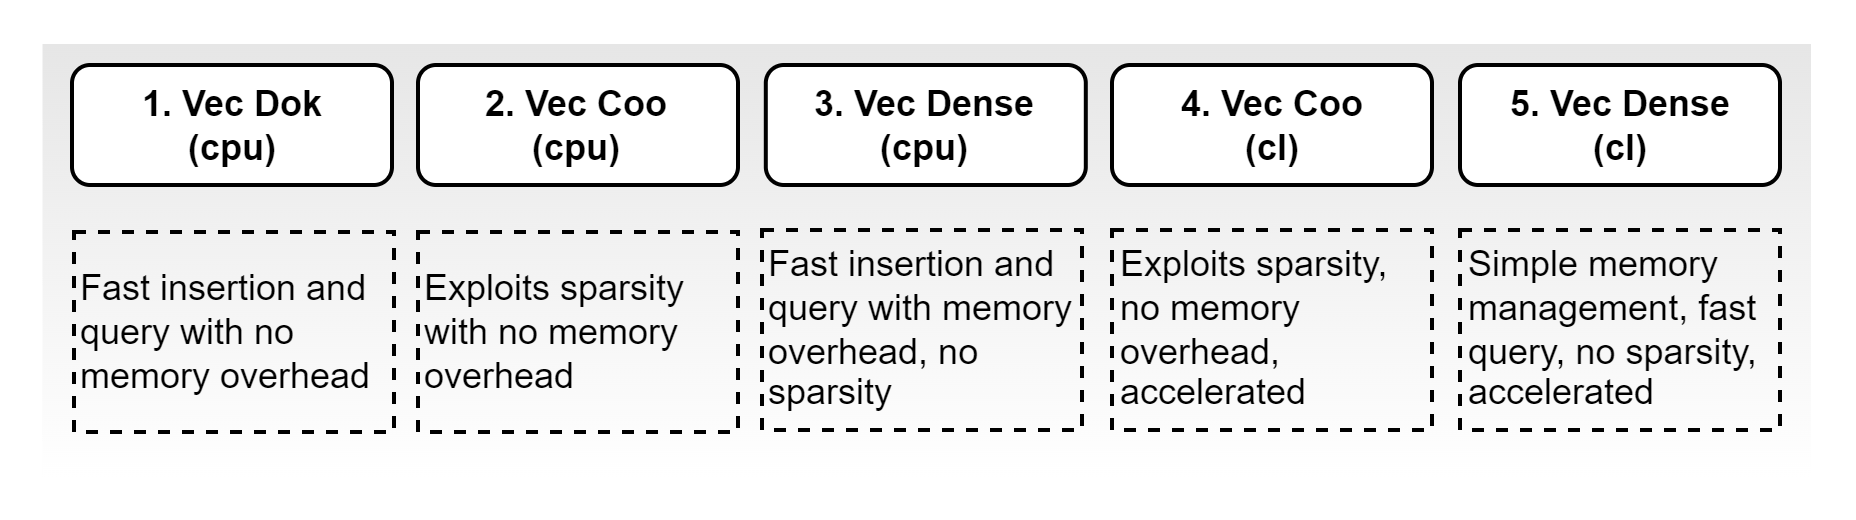 1. Vec Dok
(cpu)
2. Vec Coo
(cpu)
3. Vec Dense
(cpu)
4. Vec Coo
(cl)
5. Vec Dense
(cl)
Fast insertion and
query with no
memory overhead
Exploits sparsity
with no memory
overhead
Fast insertion and
query with memory
overhead, no
sparsity
Exploits sparsity,
no memory
overhead,
accelerated
Simple memory
management, fast
query, no sparsity,
accelerated